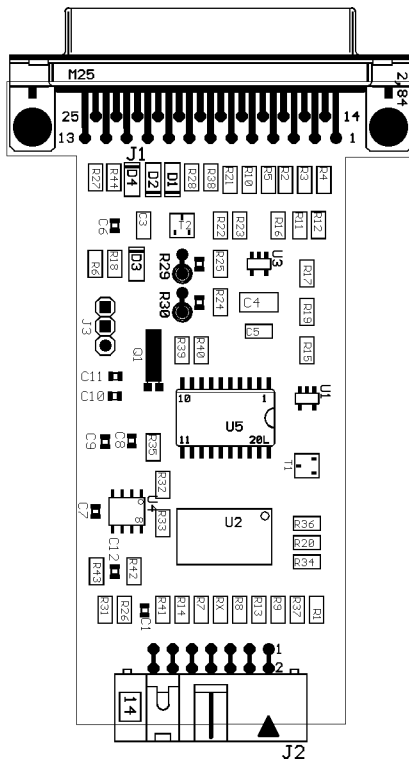 M25
2,84
25
14
13
1
J1
R27
R44
D4
D2
D1
R28
R38
R21
R10
R5
R2
R3
R4
C6
C3
T2
R22
R23
R16
R11
R12
R6
R18
D3
R29
R25
U3
R17
R30
R24
C4
R19
J3
Q1
C5
R39
R40
R15
C11
C10
10
1
U5
11
20L
U1
C9
C8
R35
T1
R32
C7
U4
8
R33
U2
R36
R20
R34
R43
C12
R42
R31
R26
C1
R41
R14
R7
RX
R8
R13
R9
R37
R1
1
2
14
J2